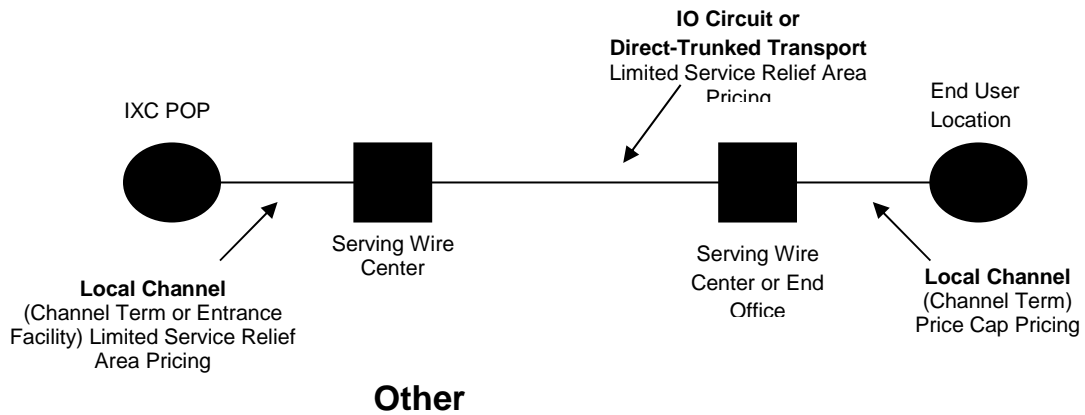 IO Circuit or
Direct-Trunked Transport
Limited Service Relief Area
Pricing
IXC POP
End User
Location
Serving Wire
Center
Serving Wire
Center or End
Office
Local Channel
(Channel Term or Entrance
Facility) Limited Service Relief
Area Pricing
Local Channel
(Channel Term)
Price Cap Pricing
Other